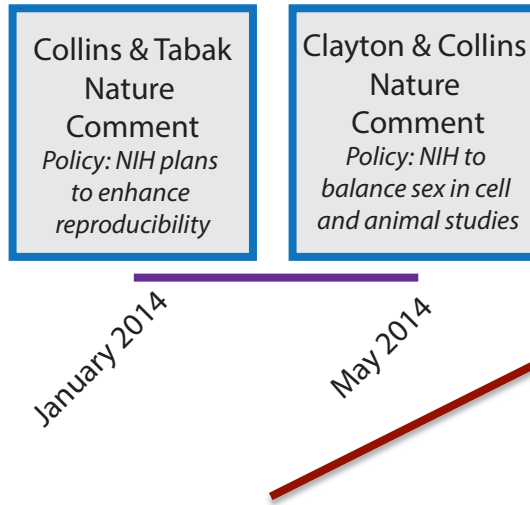 Collins & Tabak
Nature
Comment
Policy: NIH plans
to enhance
reproducibility
Clayton & Collins
Nature
Comment
Policy: NIH to
balance sex in cell
and animal studies
January 2014
May 2014